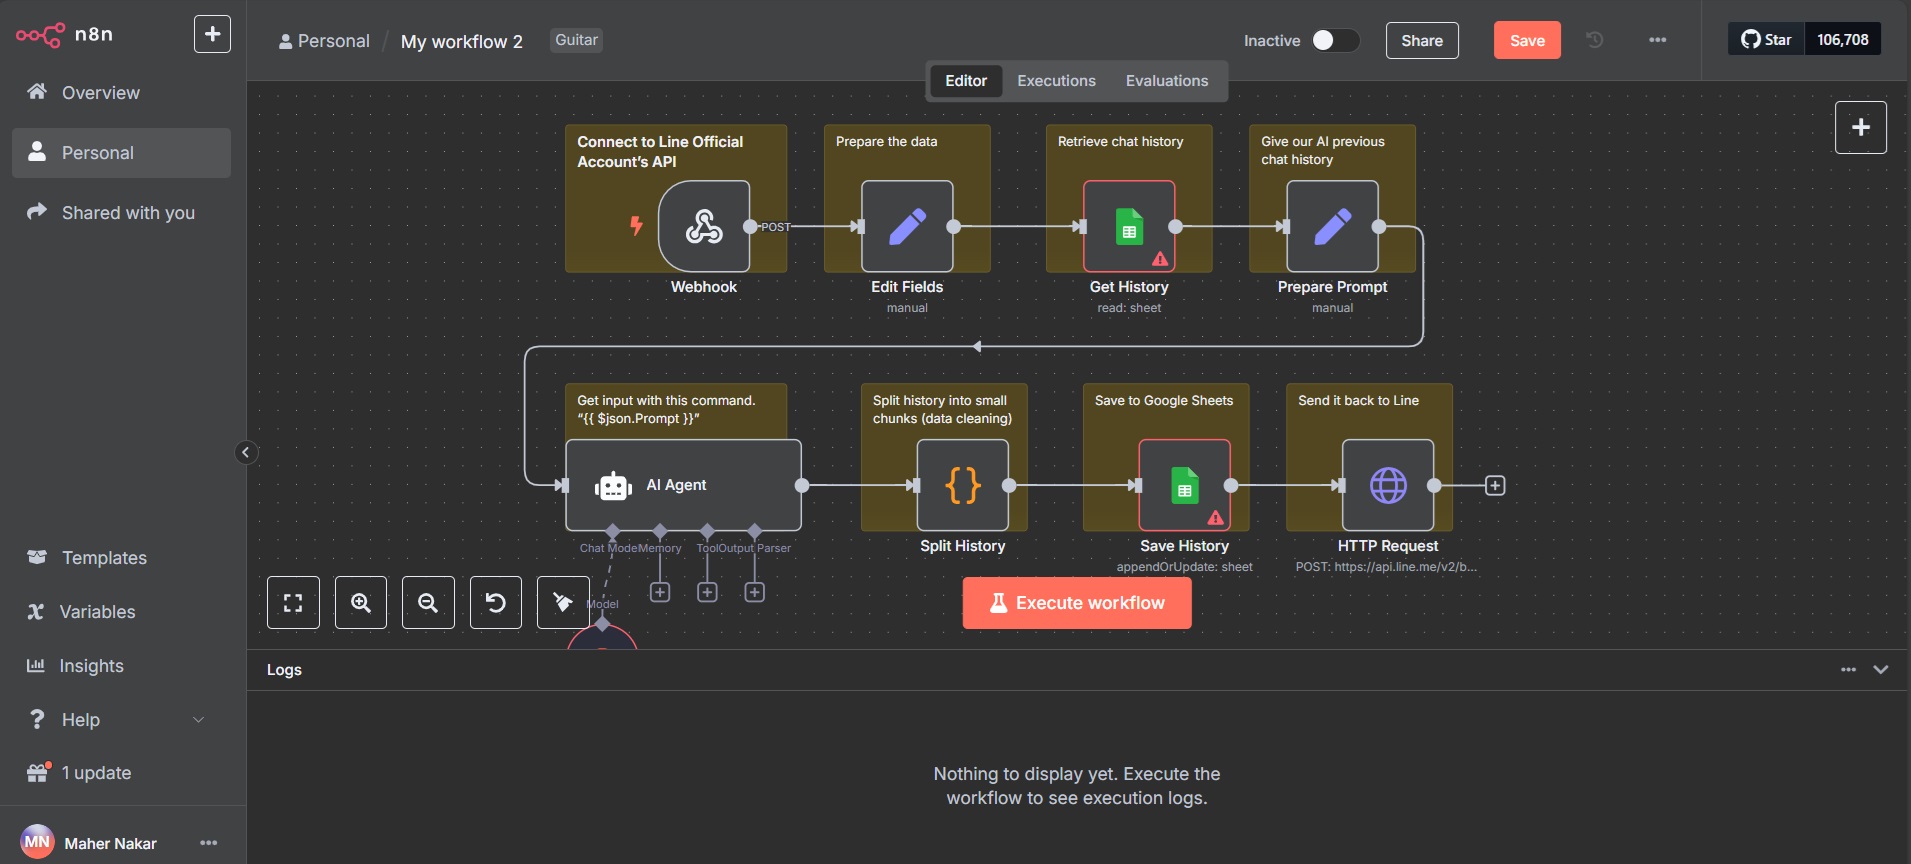 n8n
Personal / My workflow 2 Guitar
Inactive
Share
Save
Star 106,708
Editor Executions Evaluations
Overview
Personal
Shared with you
Templates
Variables
Insights
Help
1 update
MN Maher Nakar
Connect to Line Official
Account’s API
POST
Webhook
Prepare the data
Edit Fields
manual
Retrieve chat history
Get History
read: sheet
Give our AI previous
chat history
Prepare Prompt
manual
Get input with this command.
“{{ $json.Prompt }}”
AI Agent
Chat Model
Memory
Tool
Output Parser
Model
Split history into small
chunks (data cleaning)
Split History
Save to Google Sheets
Save History
appendOrUpdate: sheet
Send it back to Line
HTTP Request
POST: https://api.line.me/v2/b...
Execute workflow
Logs
Nothing to display yet. Execute the
workflow to see execution logs.